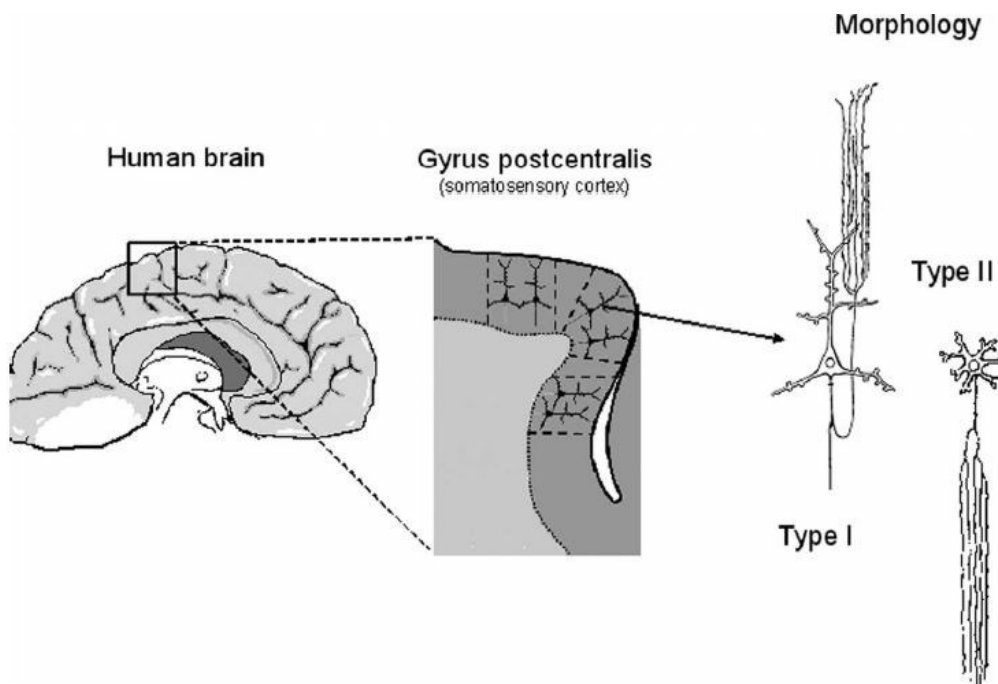 Morphology
Human brain
Gyrus postcentralis
(somatosensory cortex)
Type II
Type I